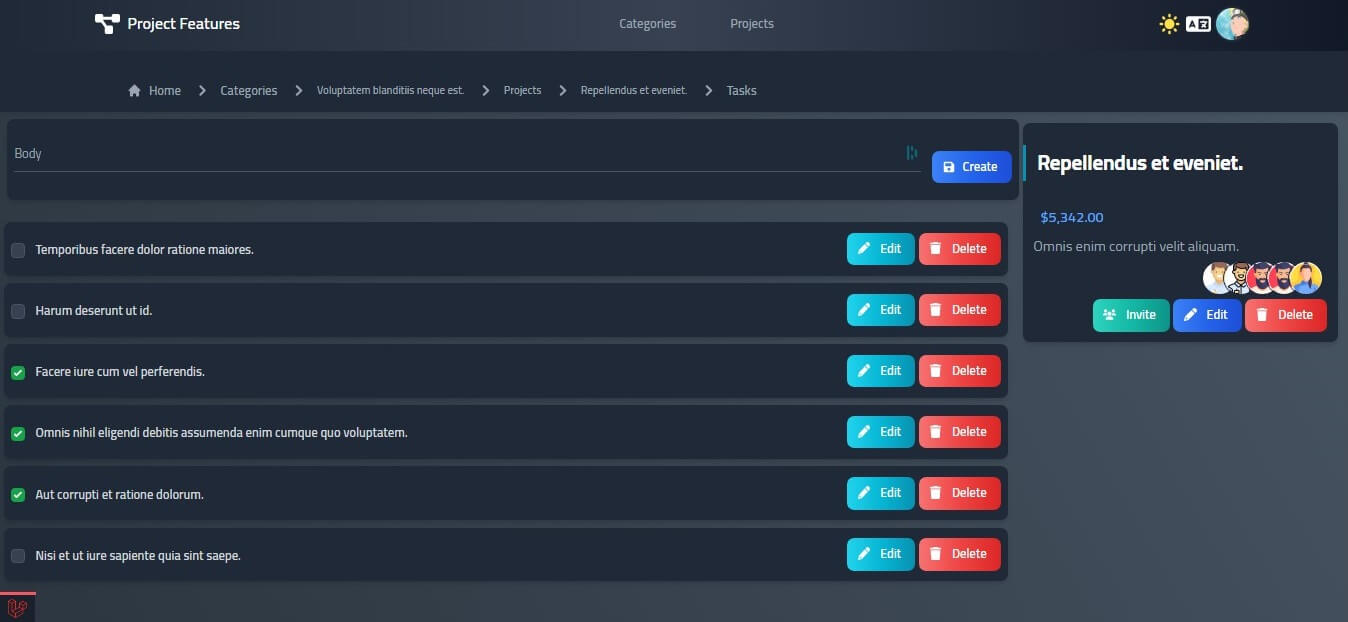 Project Features
Categories
Projects
A
Home
Categories
Voluptatem blanditiis neque est.
Projects
Repellendus et eveniet.
Tasks
Body
Create
Temporibus facere dolor ratione maiores.
Edit
Delete
Harum deserunt ut id.
Edit
Delete
Facere iure cum vel perferendis.
Edit
Delete
Omnis nihil eligendi debitis assumenda enim cumque quo voluptatem.
Edit
Delete
Aut corrupti et ratione dolorum.
Edit
Delete
Nisi et ut iure sapiente quia sint saepe.
Edit
Delete
Repellendus et eveniet.
$5,342.00
Omnis enim corrupti velit aliquam.
Invite
Edit
Delete